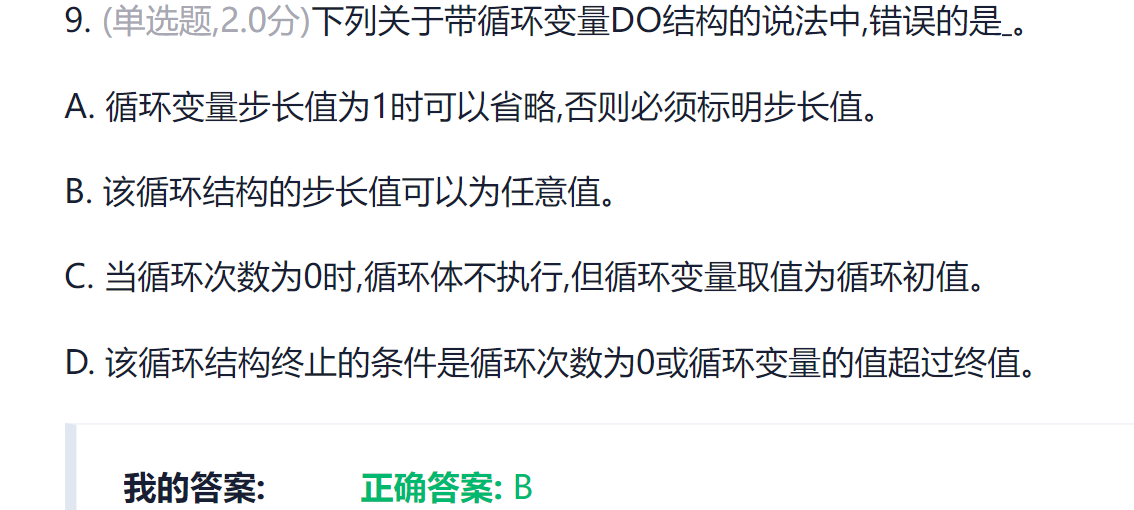 9. (单选题,2.0分)下列关于带循环变量DO结构的说法中,错误的是_。
A. 循环变量步长值为1时可以省略,否则必须标明步长值。
B. 该循环结构的步长值可以为任意值。
C. 当循环次数为0时,循环体不执行,但循环变量取值为循环初值。
D. 该循环结构终止的条件是循环次数为0或循环变量的值超过终值。
我的答案: 正确答案: B